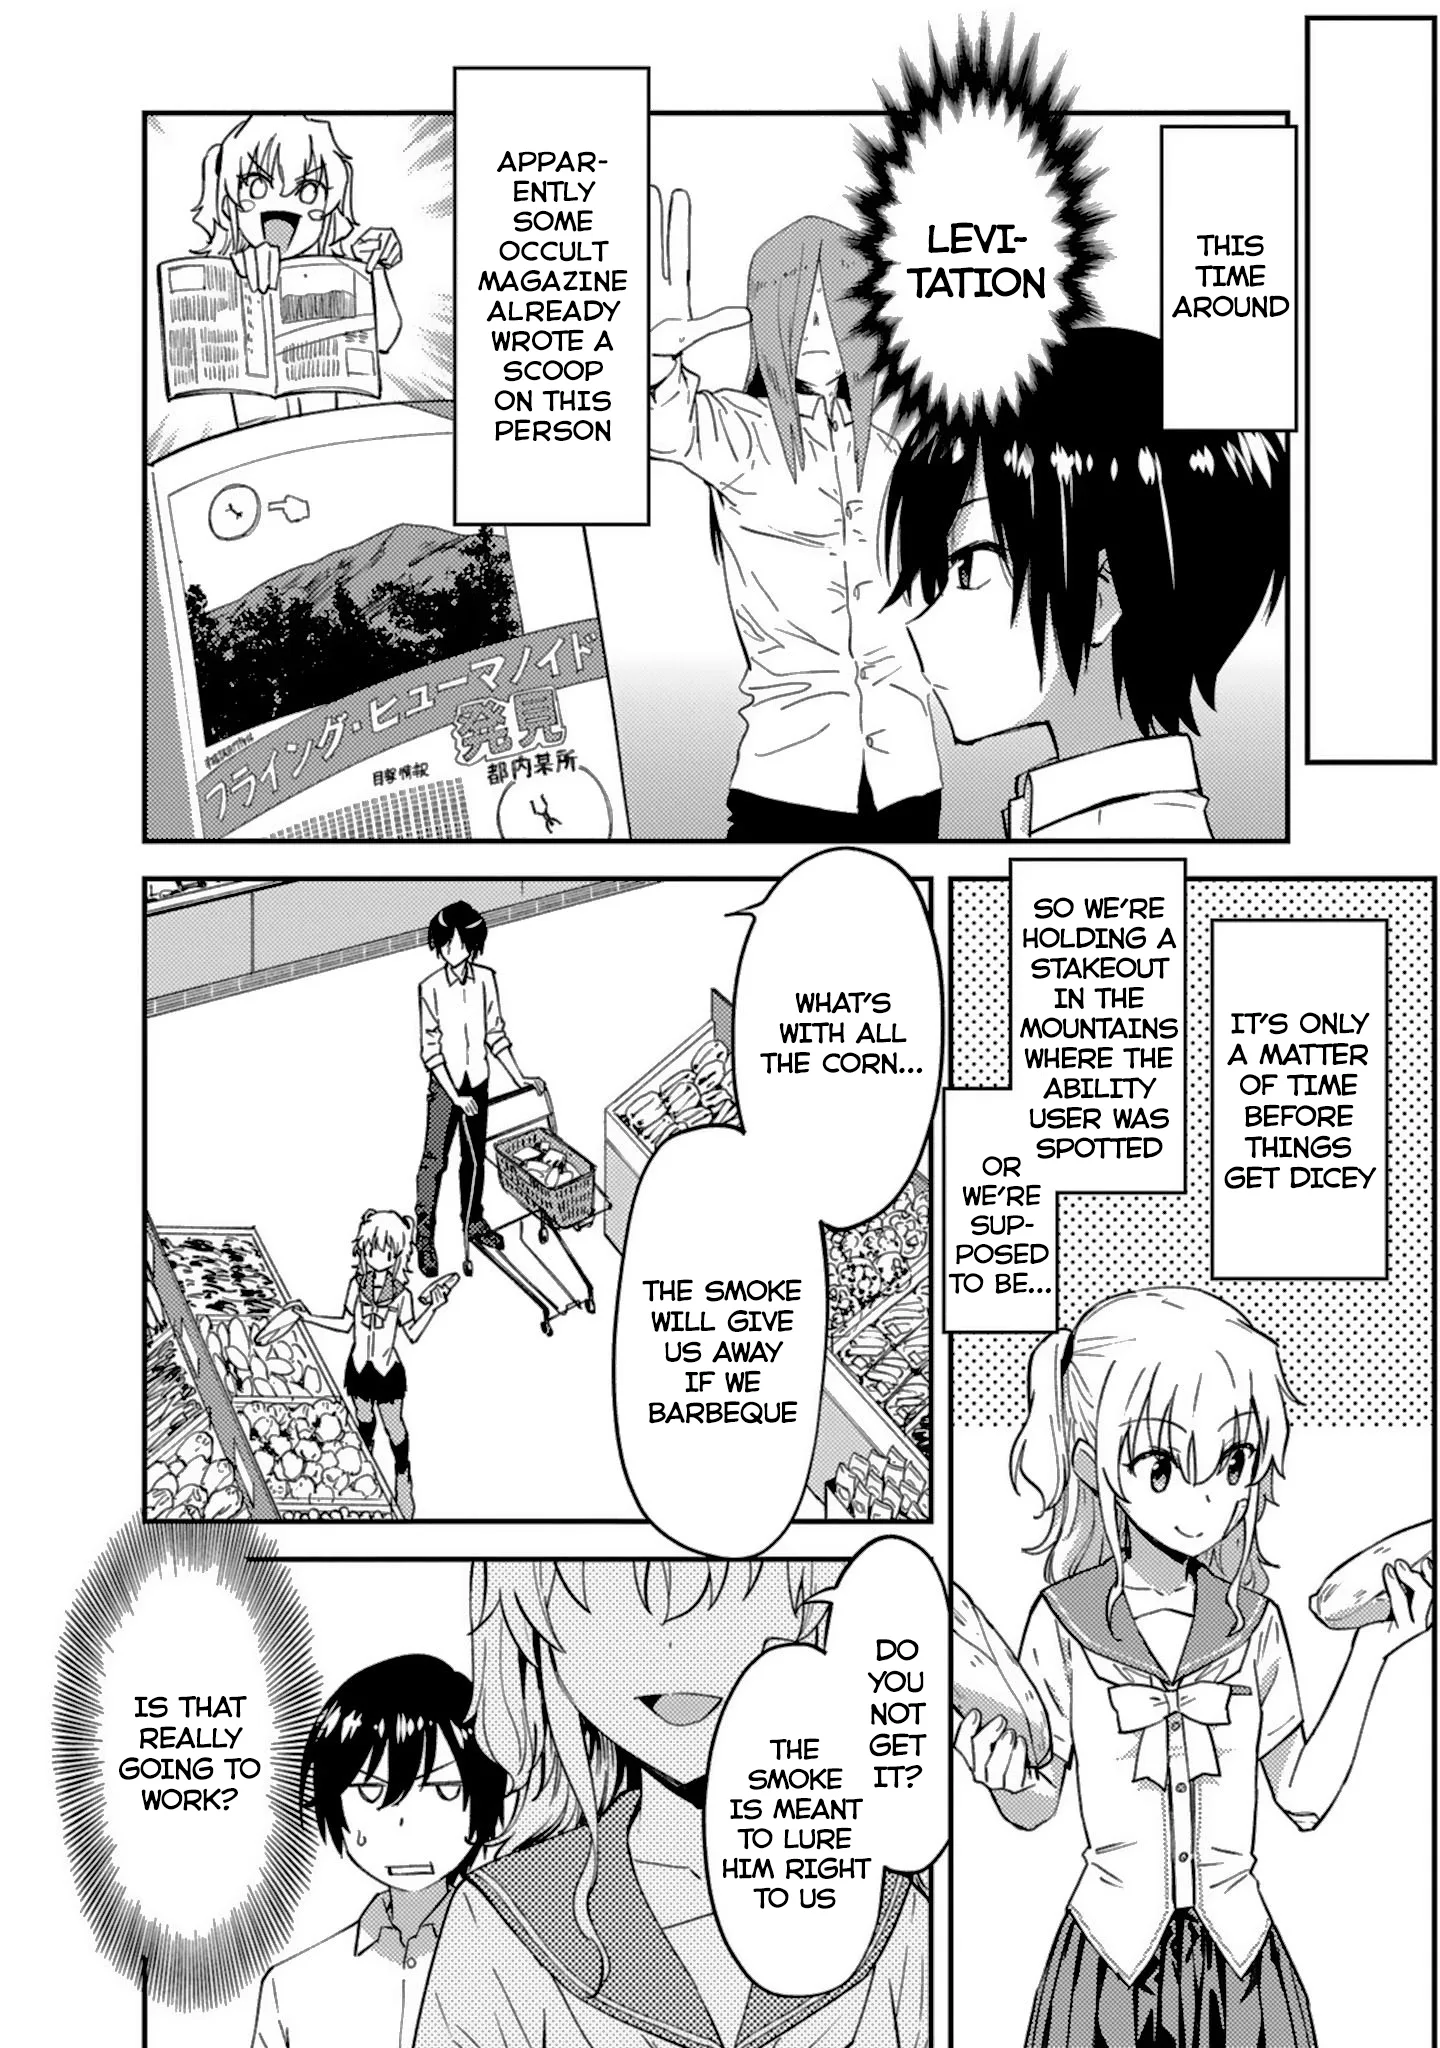 THIS
TIME
AROUND
LEVI-
TATION
APPAR-
ENTLY
SOME
OCCULT
MAGAZINE
ALREADY
WROTE A
SCOOP
ON THIS
PERSON
フライング・ヒューマノイド
発見
目撃情報
都内某所
IT'S ONLY
A MATTER
OF TIME
BEFORE
THINGS
GET DICEY
SO WE'RE
HOLDING A
STAKEOUT
IN THE
MOUNTAINS
WHERE THE
ABILITY
USER WAS
SPOTTED
OR
WE'RE
SUP-
POSED
TO BE...
WHAT'S
WITH ALL
THE CORN...
THE SMOKE
WILL GIVE
US AWAY
IF WE
BARBEQUE
DO
YOU
NOT
GET
IT?
THE
SMOKE
IS MEANT
TO LURE
HIM RIGHT
TO US
IS THAT
REALLY
GOING TO
WORK?